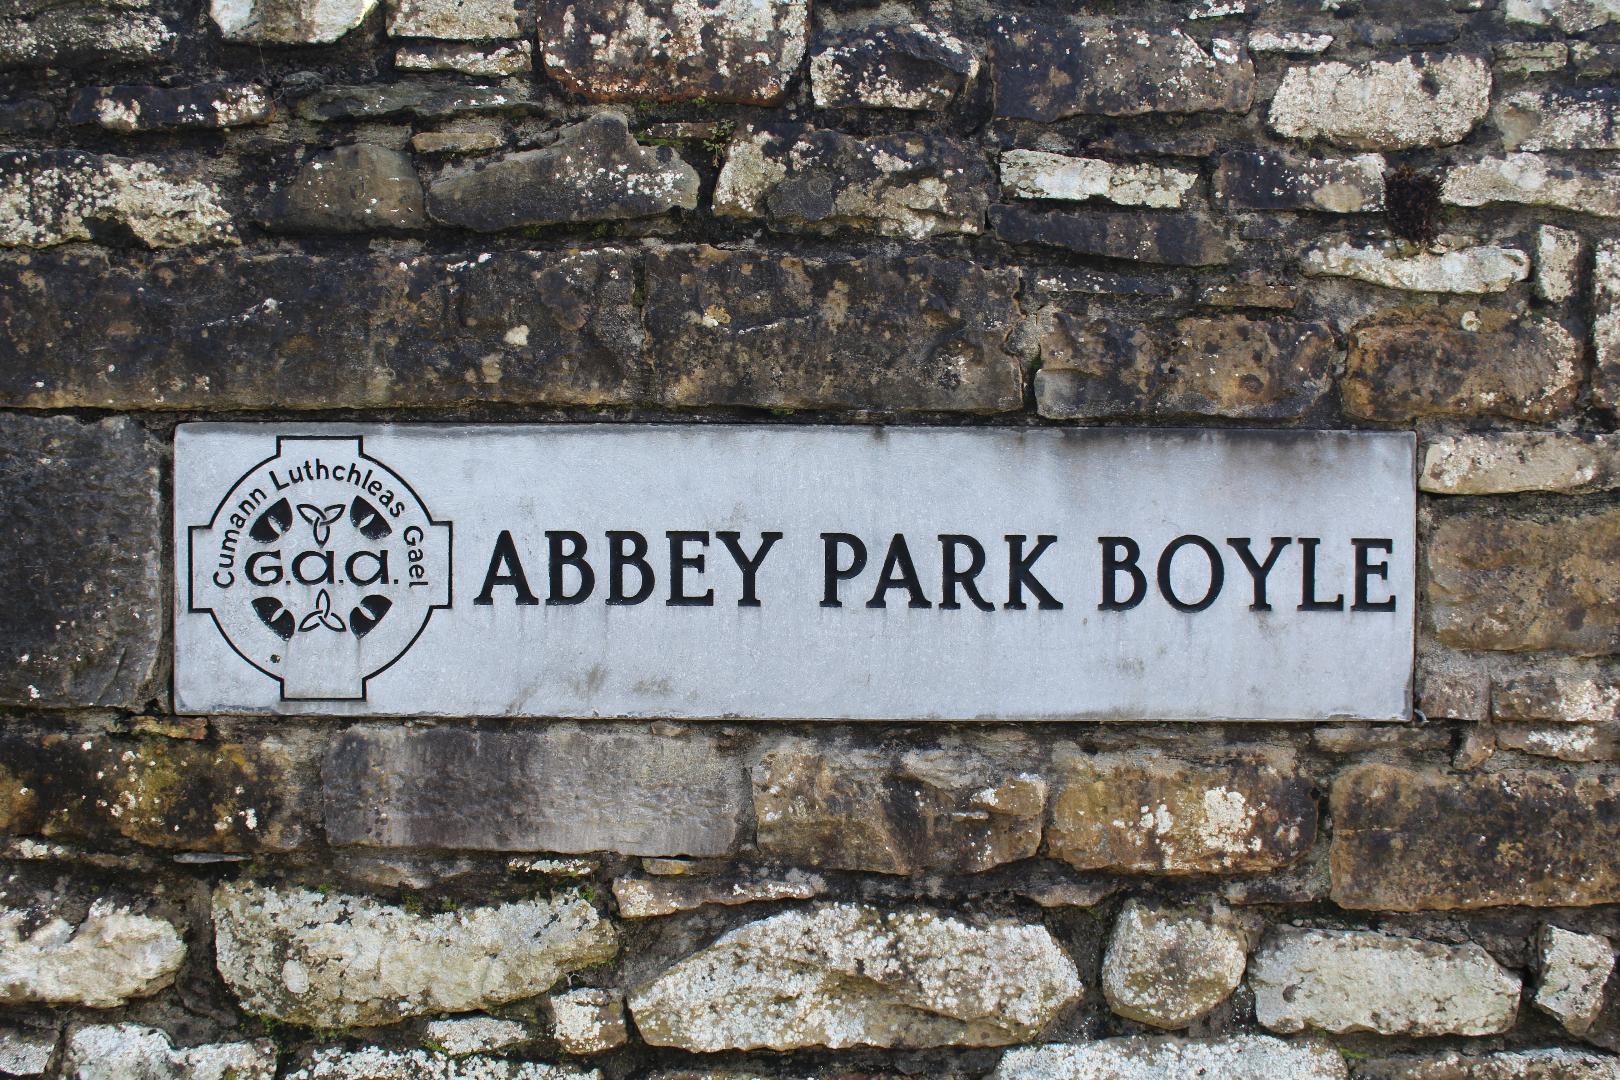 Cumann Luthchleas Gael
G.a.a.
ABBEY PARK BOYLE